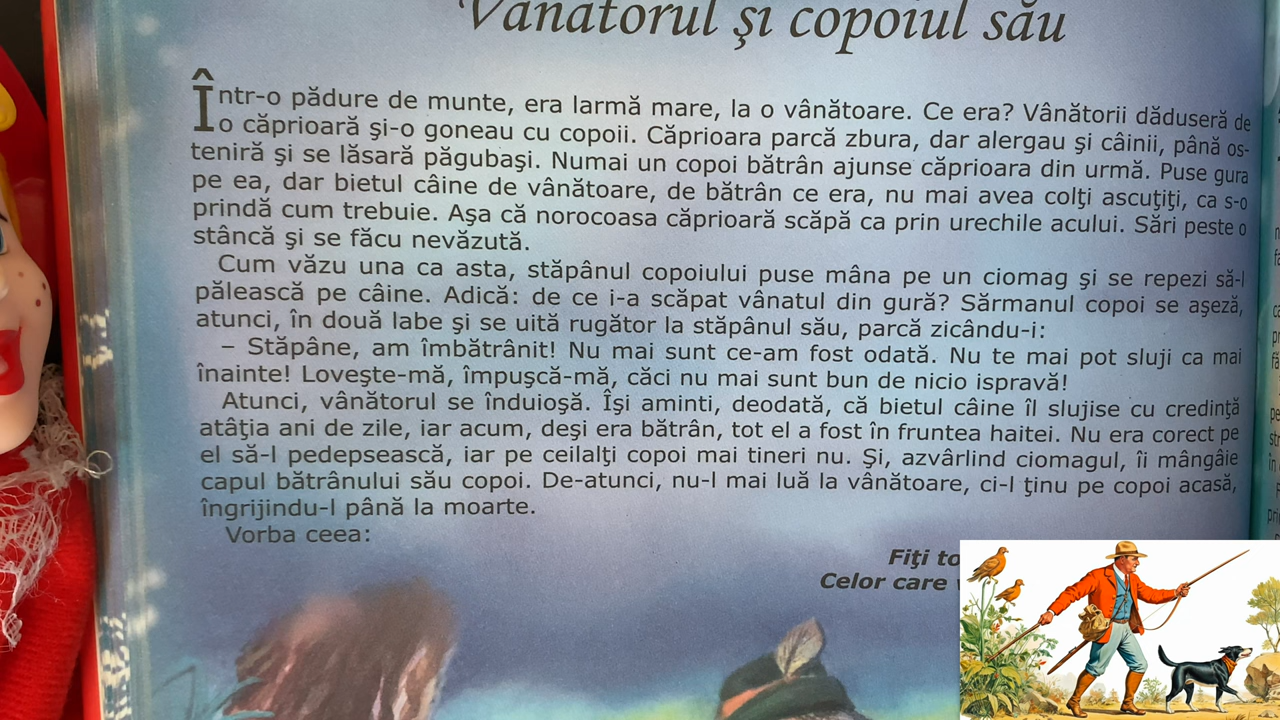 Vânătorul şi copoiul său
Într-o pădure de munte, era larmă mare, la o vânătoare. Ce era? Vânătorii dăduseră de
o căprioară şi-o goneau cu copoii. Căprioara parcă zbura, dar alergau şi câinii, până os-
teniră şi se lăsară păgubaşi. Numai un copoi bătrân ajunse căprioara din urmă. Puse gura
pe ea, dar bietul câine de vânătoare, de bătrân ce era, nu mai avea colţi ascuţiţi, ca s-o
prindă cum trebuie. Aşa că norocoasa căprioară scăpă ca prin urechile acului. Sări peste o
stâncă şi se făcu nevăzută.
Cum văzu una ca asta, stăpânul copoiului puse mâna pe un ciomag şi se repezi să-l
pălească pe câine. Adică: de ce i-a scăpat vânatul din gură? Sărmanul copoi se aşeză,
atunci, în două labe şi se uită rugător la stăpânul său, parcă zicându-i:
– Stăpâne, am îmbătrânit! Nu mai sunt ce-am fost odată. Nu te mai pot sluji ca mai
înainte! Loveşte-mă, împuşcă-mă, căci nu mai sunt bun de nicio ispravă!
Atunci, vânătorul se înduioşă. Îşi aminti, deodată, că bietul câine îl slujise cu credinţă
atâţia ani de zile, iar acum, deşi era bătrân, tot el a fost în fruntea haitei. Nu era corect pe
el să-l pedepsească, iar pe ceilalţi copoi mai tineri nu. Şi, azvârlind ciomagul, îi mângâie
capul bătrânului său copoi. De-atunci, nu-l mai luă la vânătoare, ci-l ţinu pe copoi acasă,
îngrijindu-l până la moarte.
Vorba ceea:
Fiţi
Celor care